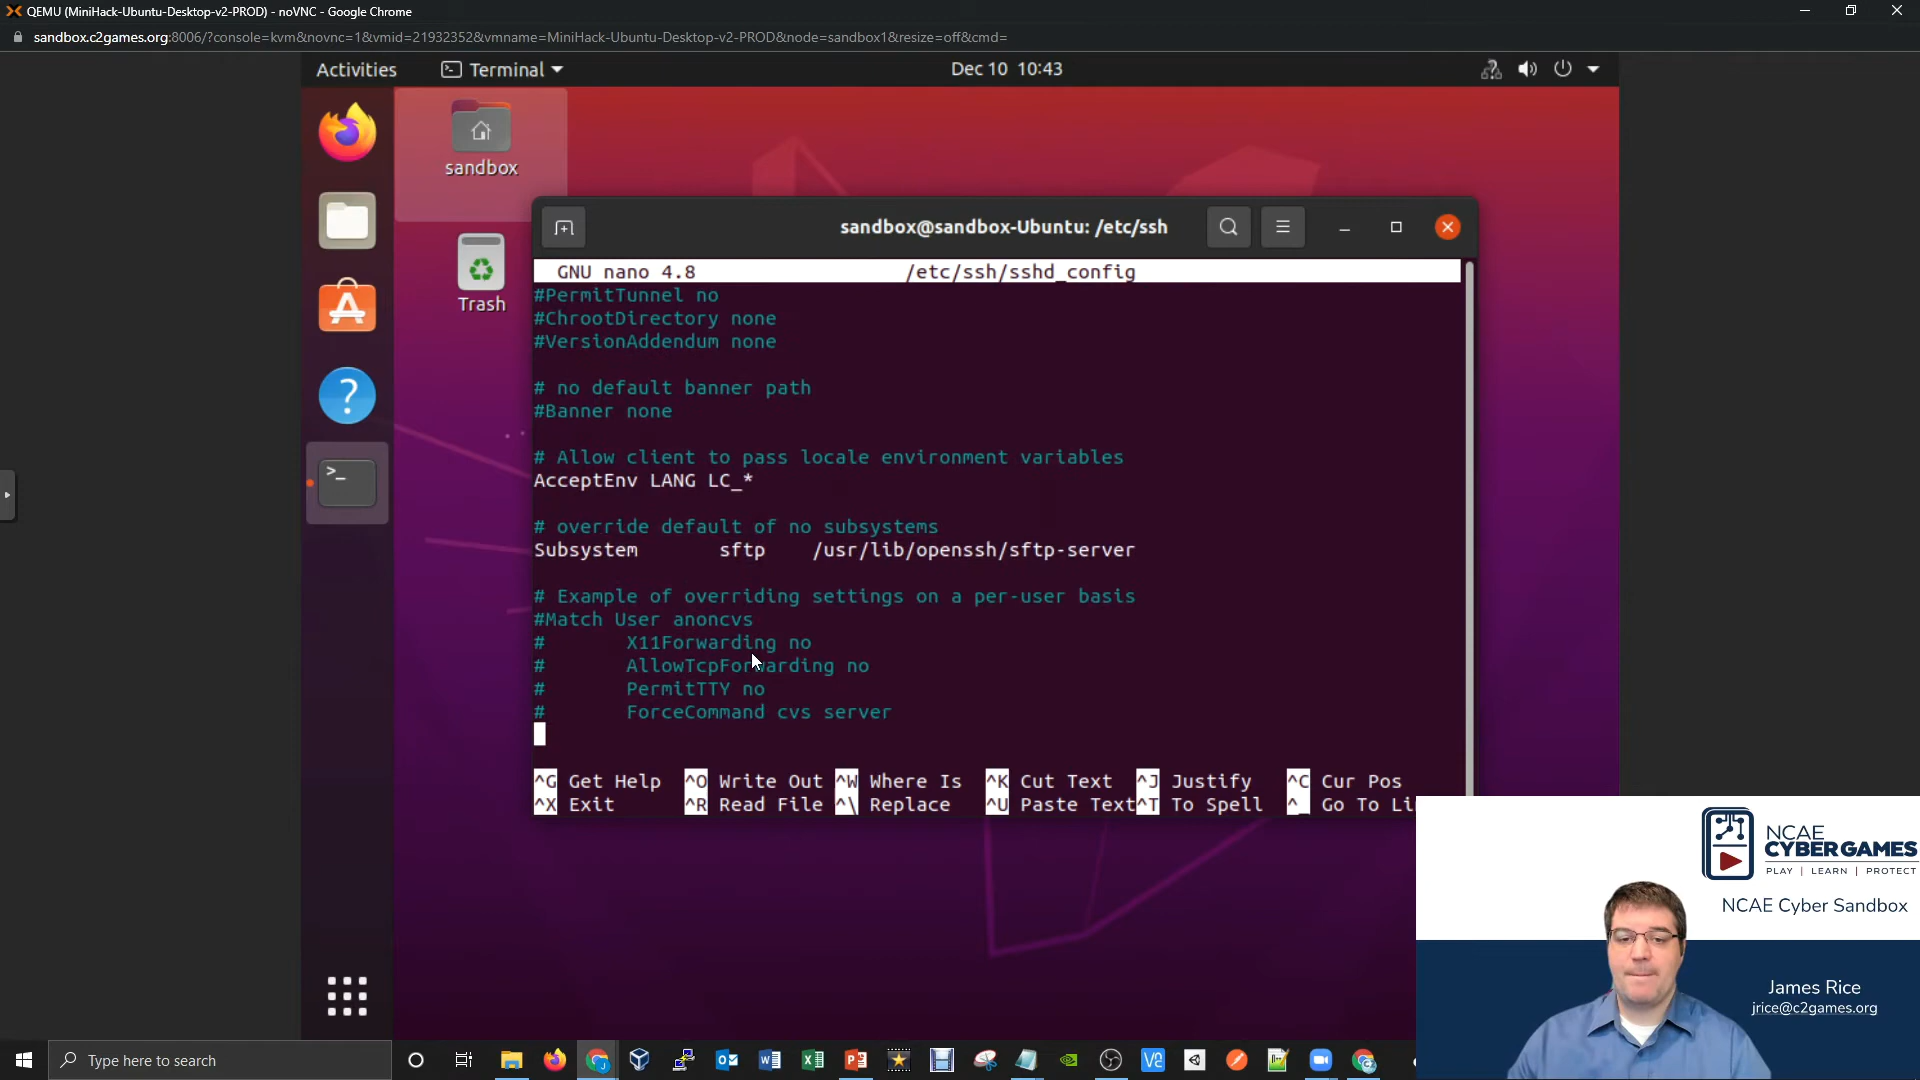 QEMU (MiniHack-Ubuntu-Desktop-v2-PROD) - noVNC - Google Chrome
sandbox.c2games.org:8006/?console=kvm&novnc=1&vmid=21932352&vmname=MiniHack-Ubuntu-Desktop-v2-PROD&node=sandbox1&resize=off&cmd=
Activities Terminal Dec 10 10:43
sandbox
Trash
sandbox@sandbox-Ubuntu: /etc/ssh
GNU nano 4.8 /etc/ssh/sshd_config
#PermitTunnel no
#ChrootDirectory none
#VersionAddendum none
# no default banner path
#Banner none
# Allow client to pass locale environment variables
AcceptEnv LANG LC_*
# override default of no subsystems
Subsystem sftp /usr/lib/openssh/sftp-server
# Example of overriding settings on a per-user basis
#Match User anoncvs
# X11Forwarding no
# AllowTcpForwarding no
# PermitTTY no
# ForceCommand cvs server
^G Get Help ^O Write Out ^W Where Is ^K Cut Text ^J Justify ^C Cur Pos
^X Exit ^R Read File ^\ Replace ^U Paste Text ^T To Spell ^_ Go To Li
NCAE
CYBERGAMES
PLAY | LEARN | PROTECT
NCAE Cyber Sandbox
James Rice
jrice@c2games.org
Type here to search